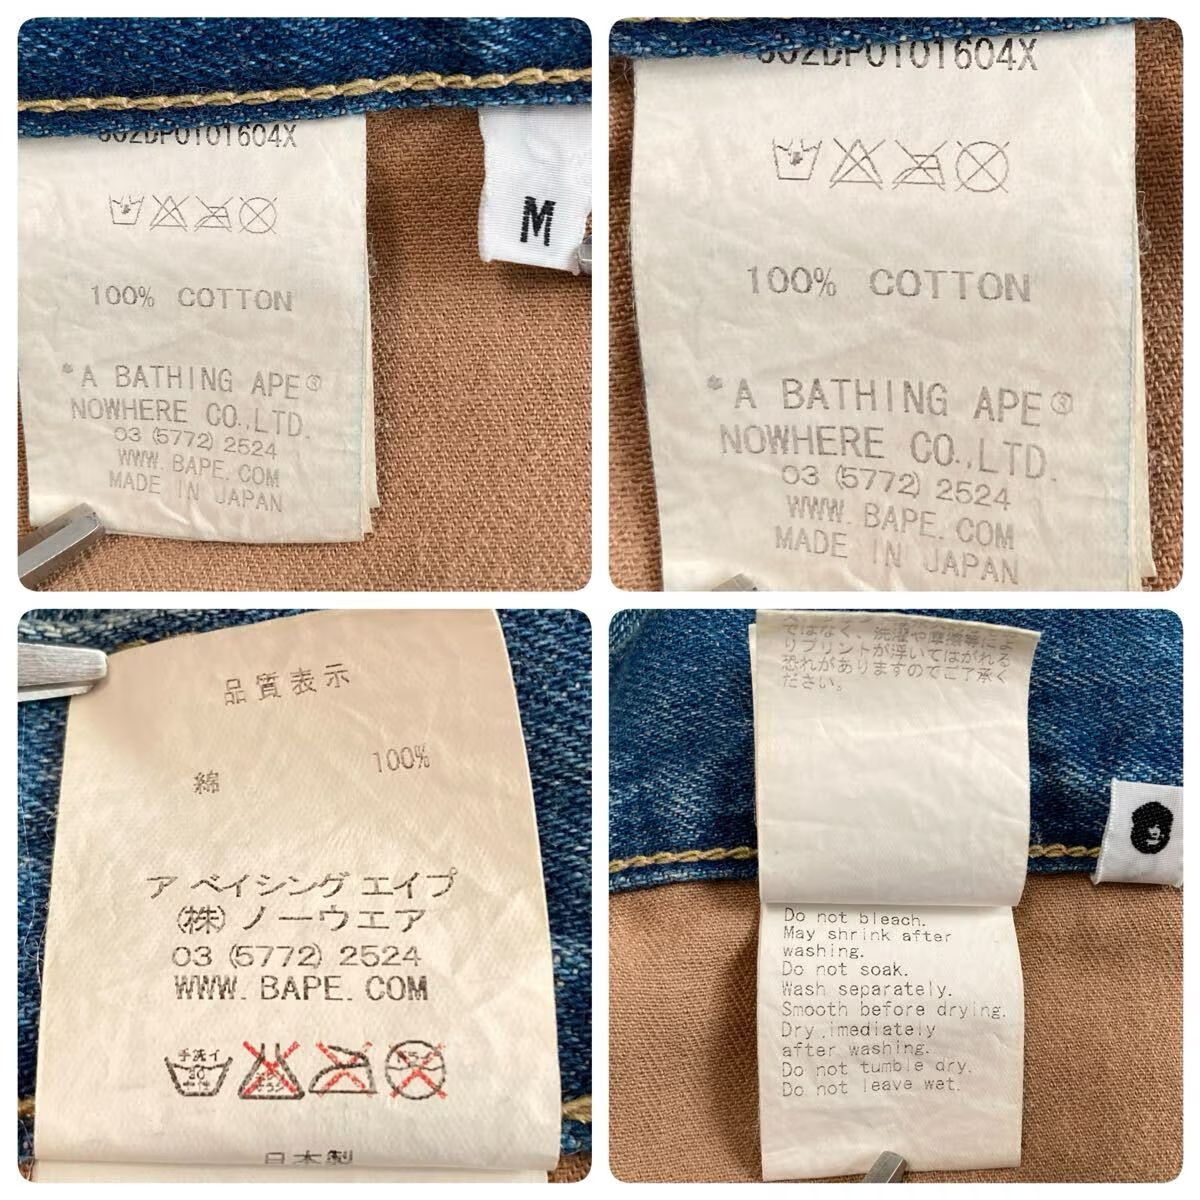 M
100% COTTON
*A BATHING APE®
NOWHERE CO.,LTD.
03 (5772) 2524
WWW.BAPE.COM
MADE IN JAPAN
100% COTTON
*A BATHING APE®
NOWHERE CO.,LTD.
03 (5772) 2524
WWW.BAPE.COM
MADE IN JAPAN
品質表示
綿 100%
ア ベイシング エイプ
(株) ノーウエア
03 (5772) 2524
WWW.BAPE.COM
手洗イ
30
中性
日本製
ではなく、洗濯や摩擦等によ
りプリントが浮いてはがれる
恐れがありますのでご了承く
ださい。
Do not bleach.
May shrink after
washing.
Do not soak.
Wash separately.
Smooth before drying.
Dry imediately
after washing.
Do not tumble dry.
Do not leave wet.